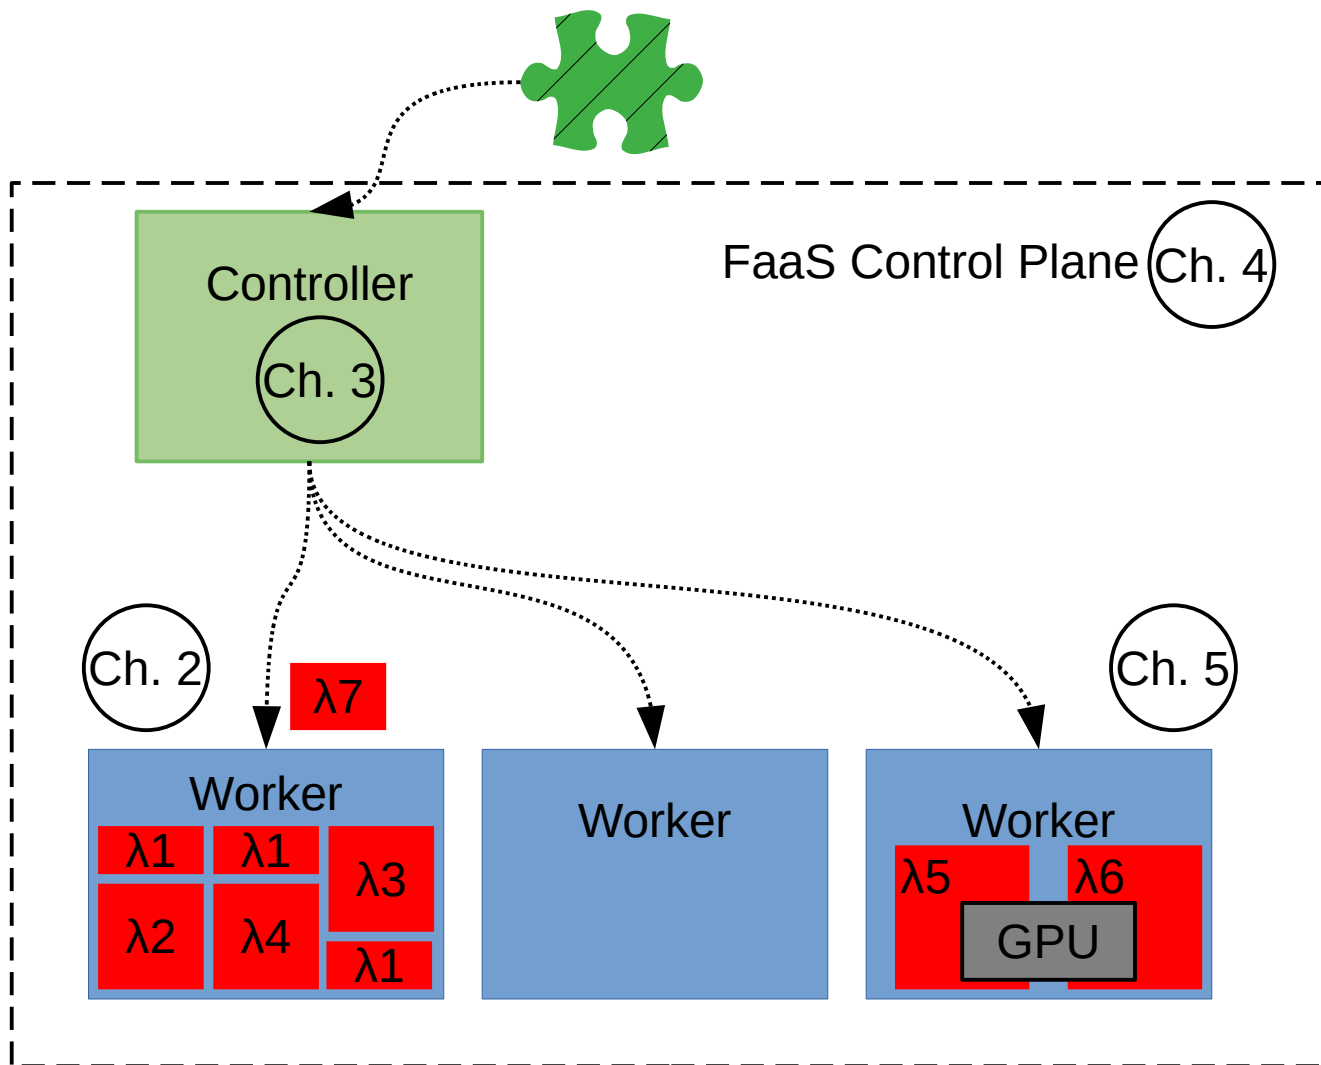 FaaS Control Plane
Ch. 4
Controller
Ch. 3
Ch. 2
λ7
Ch. 5
Worker
λ1
λ1
λ3
λ2
λ4
λ1
Worker
Worker
λ5
λ6
GPU